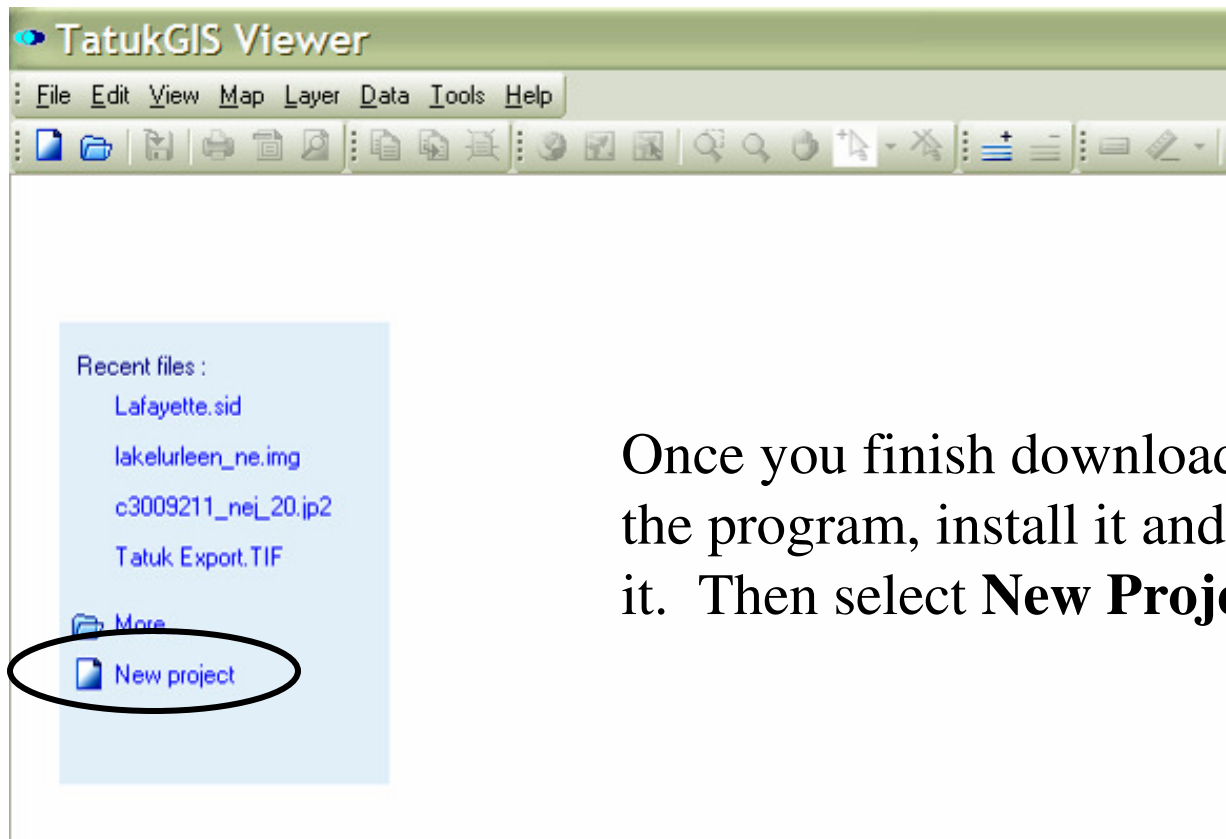 TatukGIS Viewer
File Edit View Map Layer Data Tools Help
Recent files :
Lafayette.sid
lakelurleen_ne.img
c3009211_nej_20.jp2
Tatuk Export.TIF
More
New project
Once you finish downloa
the program, install it and
it. Then select New Proj